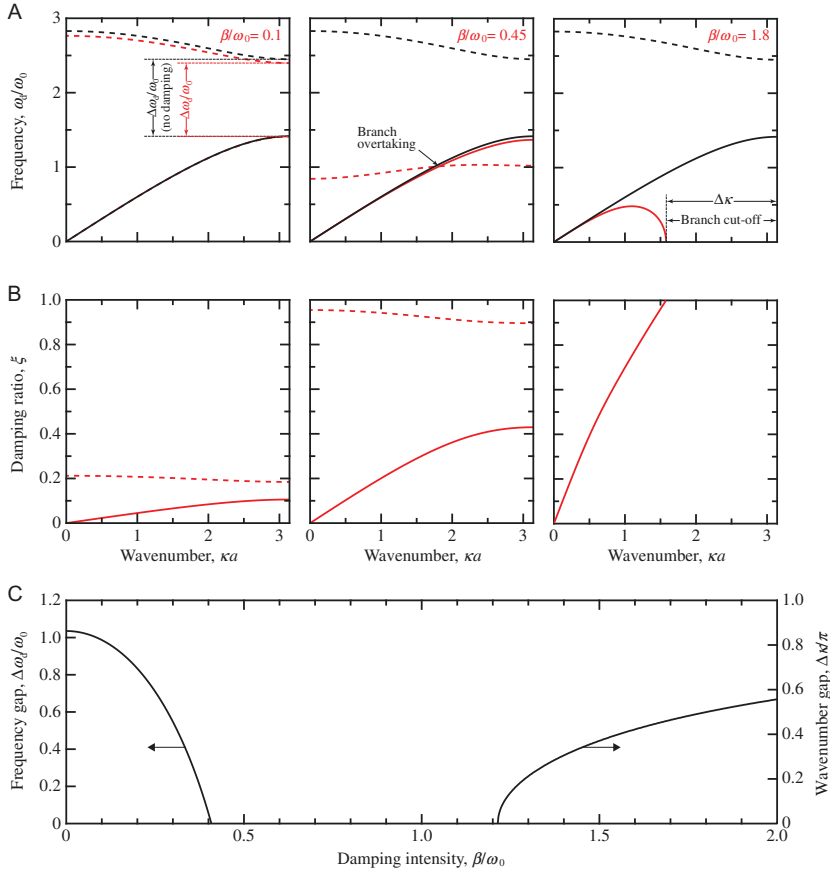 A
β/ω₀= 0.1
β/ω₀= 0.45
β/ω₀= 1.8
Frequency, ω_d/ω₀
3
2
1
0
Δω_d/ω₀
(no damping)
Δω_d/ω₀
Branch
overtaking
Δκ
Branch cut-off
B
Damping ratio, ξ
1.0
0.8
0.6
0.4
0.2
0
0 1 2 3
0 1 2 3
0 1 2 3
Wavenumber, κa
Wavenumber, κa
Wavenumber, κa
C
Frequency gap, Δω_d/ω₀
1.2
1.0
0.8
0.6
0.4
0.2
0
1.0
0.8
0.6
0.4
0.2
0
Wavenumber gap, Δκ/π
0 0.5 1.0 1.5 2.0
Damping intensity, β/ω₀